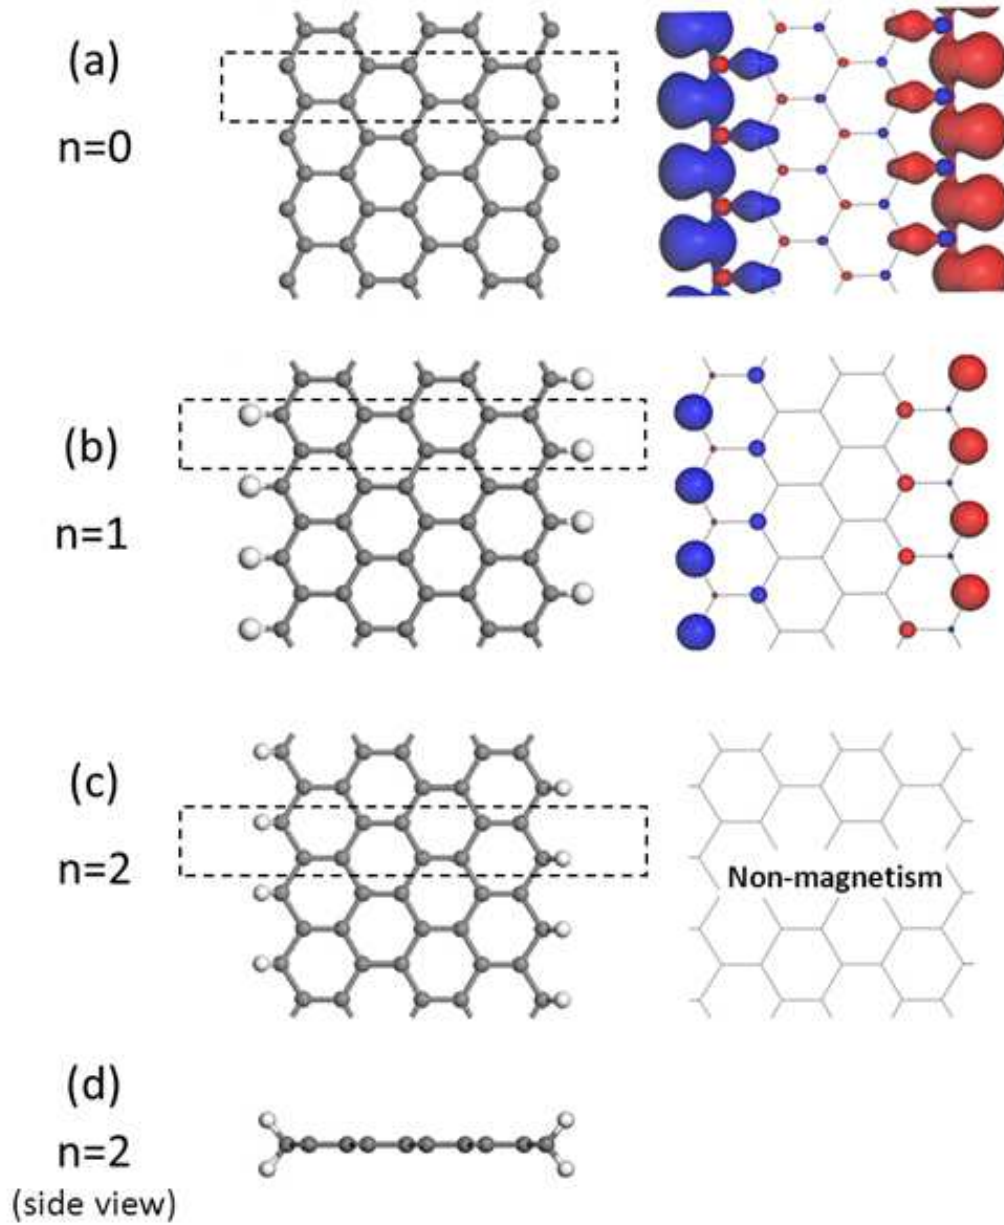 (a)
n=0
(b)
n=1
(c)
n=2
Non-magnetism
(d)
n=2
(side view)